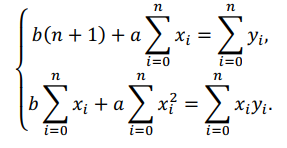 b(n + 1) + a ∑_{i=0}^{n} x_i = ∑_{i=0}^{n} y_i,
b ∑_{i=0}^{n} x_i + a ∑_{i=0}^{n} x_i^2 = ∑_{i=0}^{n} x_i y_i.